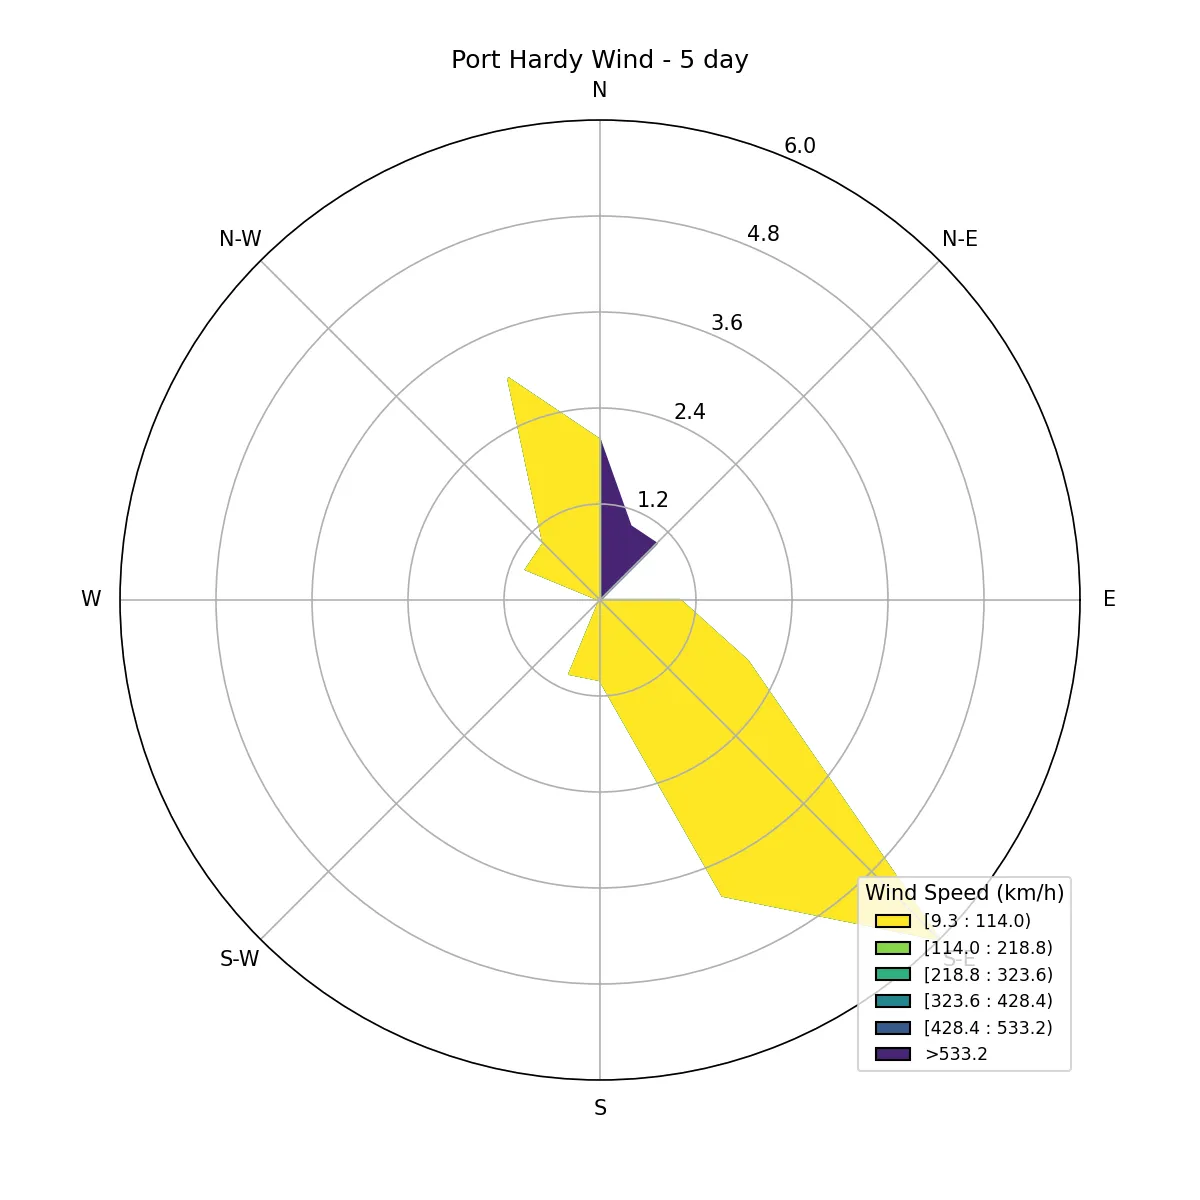 Port Hardy Wind - 5 day
N
6.0
N-W
4.8
N-E
3.6
2.4
1.2
W
E
Wind Speed (km/h)
[9.3 : 114.0)
[114.0 : 218.8)
S-W
S-E
[218.8 : 323.6)
[323.6 : 428.4)
[428.4 : 533.2)
>533.2
S